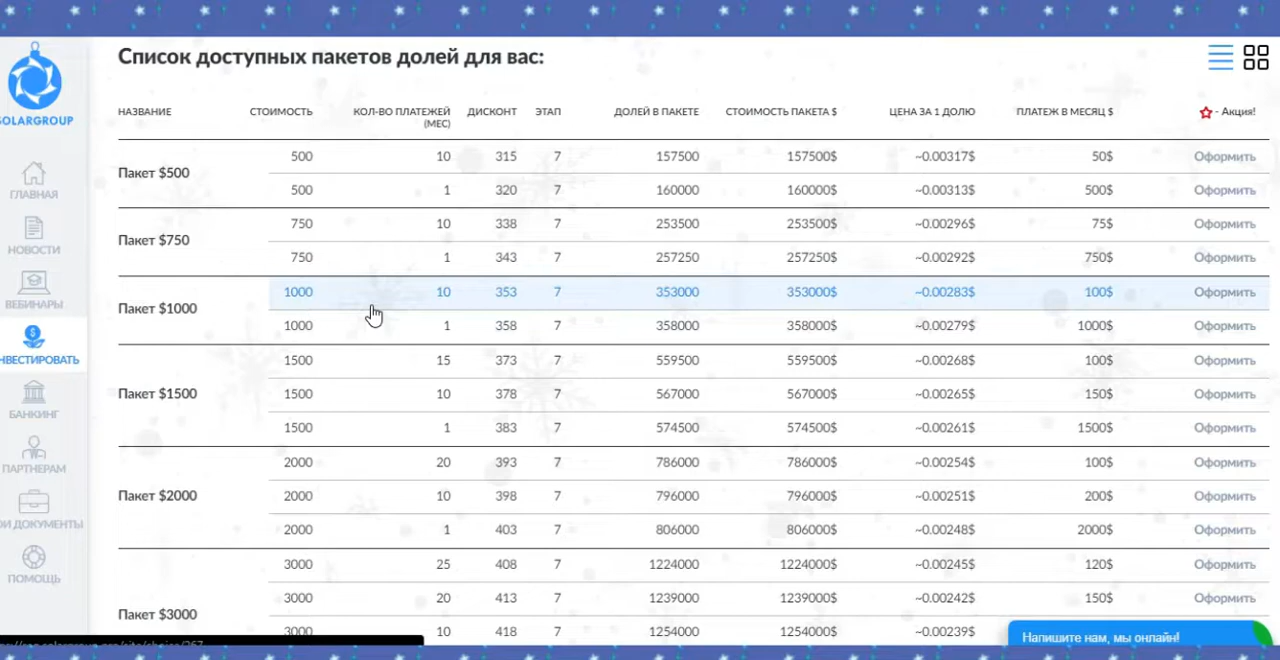 Список доступных пакетов долей для вас:
SOLARGROUP
ГЛАВНАЯ
НОВОСТИ
ВЕБИНАРЫ
НВЕСТИРОВАТЬ
БАНКИНГ
ПАРТНЕРАМ
ОИ ДОКУМЕНТЫ
ПОМОЩЬ
НАЗВАНИЕ СТОИМОСТЬ КОЛ-ВО ПЛАТЕЖЕЙ (МЕС) ДИСКОНТ ЭТАП ДОЛЕЙ В ПАКЕТЕ СТОИМОСТЬ ПАКЕТА $ ЦЕНА ЗА 1 ДОЛЮ ПЛАТЕЖ В МЕСЯЦ $ - Акция!
Пакет $500
500 10 315 7 157500 157500$ ~0.00317$ 50$ Оформить
500 1 320 7 160000 160000$ ~0.00313$ 500$ Оформить
Пакет $750
750 10 338 7 253500 253500$ ~0.00296$ 75$ Оформить
750 1 343 7 257250 257250$ ~0.00292$ 750$ Оформить
Пакет $1000
1000 10 353 7 353000 353000$ ~0.00283$ 100$ Оформить
1000 1 358 7 358000 358000$ ~0.00279$ 1000$ Оформить
Пакет $1500
1500 15 373 7 559500 559500$ ~0.00268$ 100$ Оформить
1500 10 378 7 567000 567000$ ~0.00265$ 150$ Оформить
1500 1 383 7 574500 574500$ ~0.00261$ 1500$ Оформить
Пакет $2000
2000 20 393 7 786000 786000$ ~0.00254$ 100$ Оформить
2000 10 398 7 796000 796000$ ~0.00251$ 200$ Оформить
2000 1 403 7 806000 806000$ ~0.00248$ 2000$ Оформить
Пакет $3000
3000 25 408 7 1224000 1224000$ ~0.00245$ 120$ Оформить
3000 20 413 7 1239000 1239000$ ~0.00242$ 150$ Оформить
3000 10 418 7 1254000 1254000$ ~0.00239$
Напишите нам, мы онлайн!